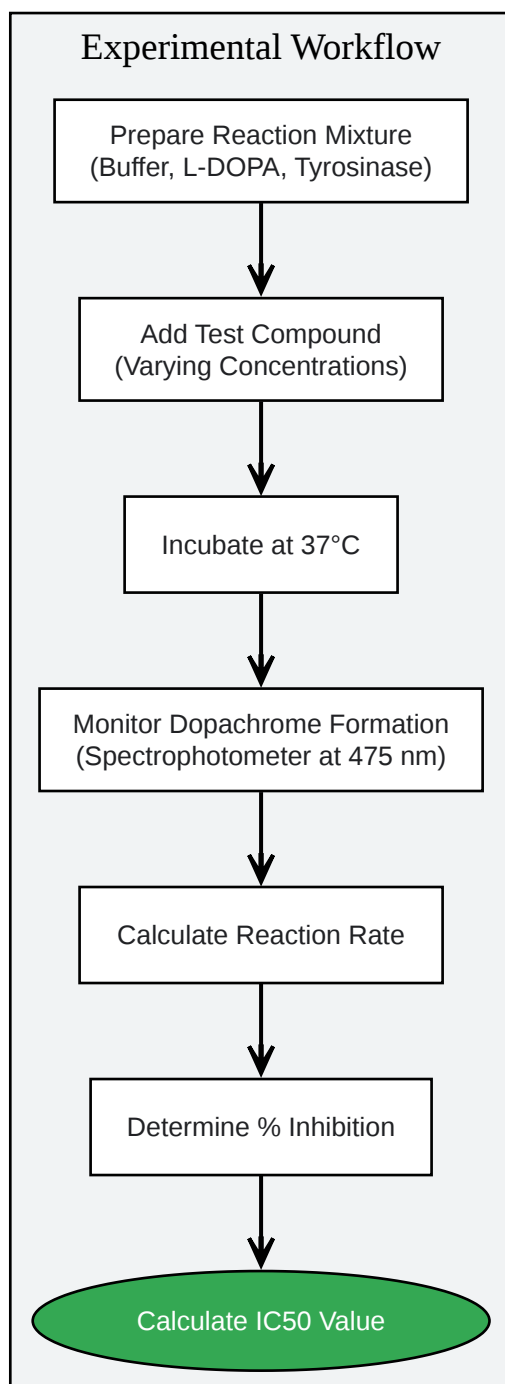 Experimental Workflow
Prepare Reaction Mixture
(Buffer, L-DOPA, Tyrosinase)
Add Test Compound
(Varying Concentrations)
Incubate at 37°C
Monitor Dopachrome Formation
(Spectrophotometer at 475 nm)
Calculate Reaction Rate
Determine % Inhibition
Calculate IC50 Value